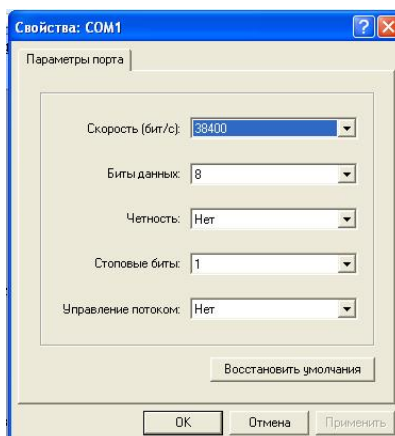 Свойства: COM1
Параметры порта
Скорость (бит/с): 38400
Биты данных: 8
Четность: Нет
Стоповые биты: 1
Управление потоком: Нет
Восстановить умолчания
OK Отмена Применить